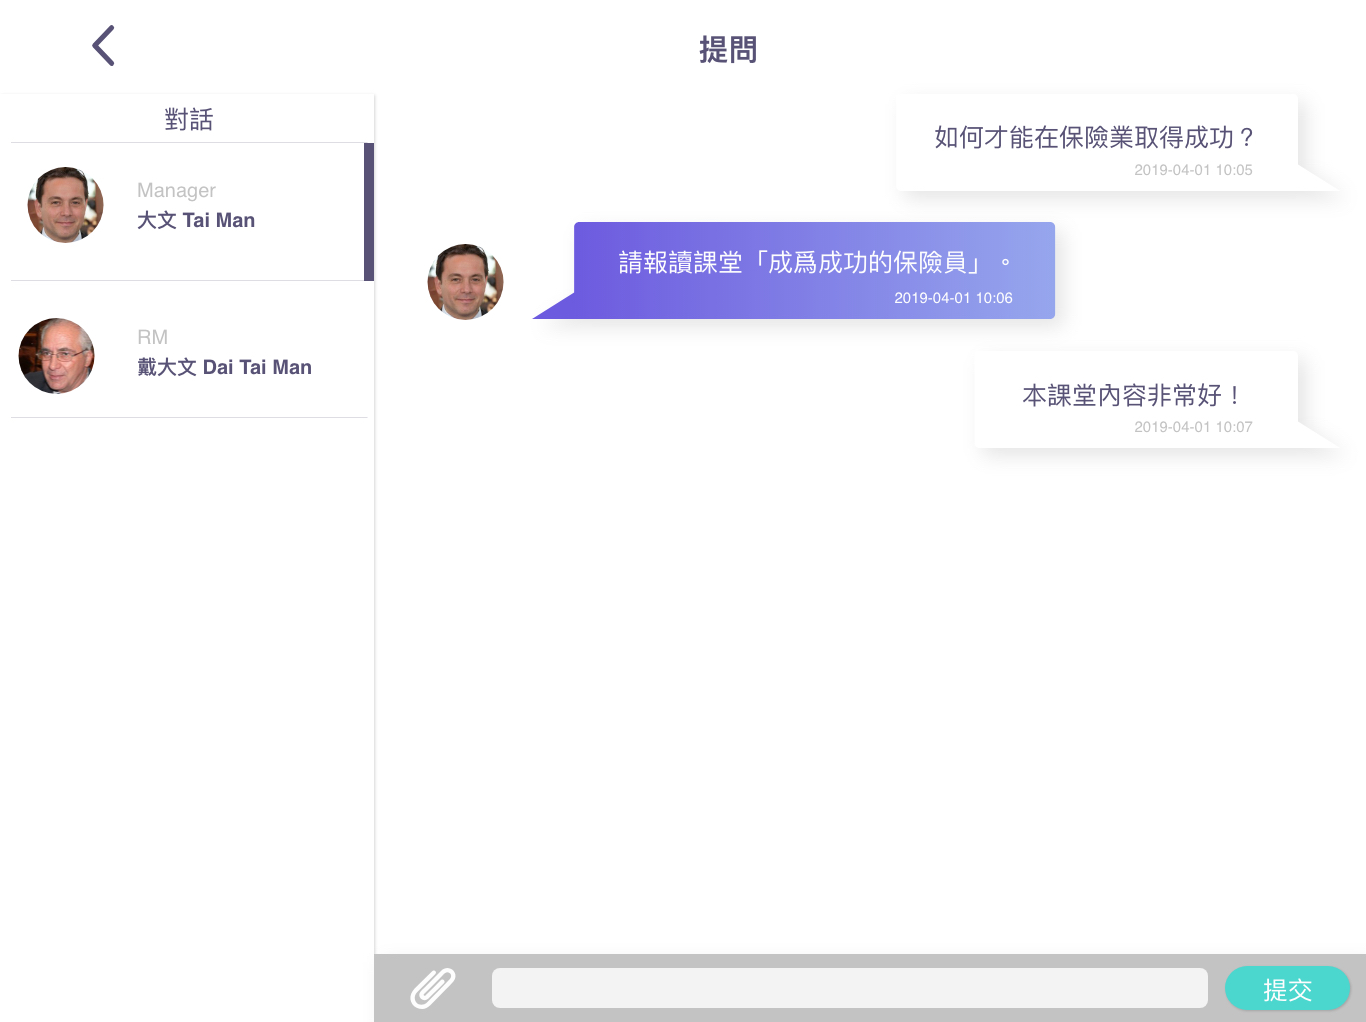 提問
對話
Manager
大文 Tai Man
RM
戴大文 Dai Tai Man
如何才能在保險業取得成功？
2019-04-01 10:05
請報讀課堂「成爲成功的保險員」。
2019-04-01 10:06
本課堂內容非常好！
2019-04-01 10:07
提交